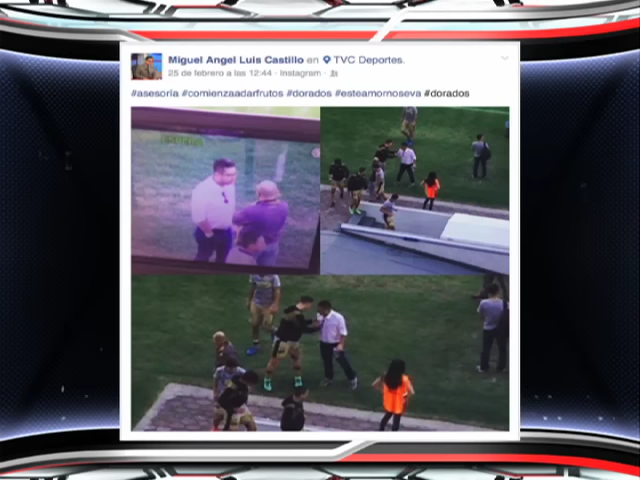 Miguel Angel Luis Castillo en TVC Deportes.
25 de febrero a las 12:44 · Instagram ·
#asesoria #comienzaadarfrutos #dorados #esteamornoseva #dorados
ESPERA